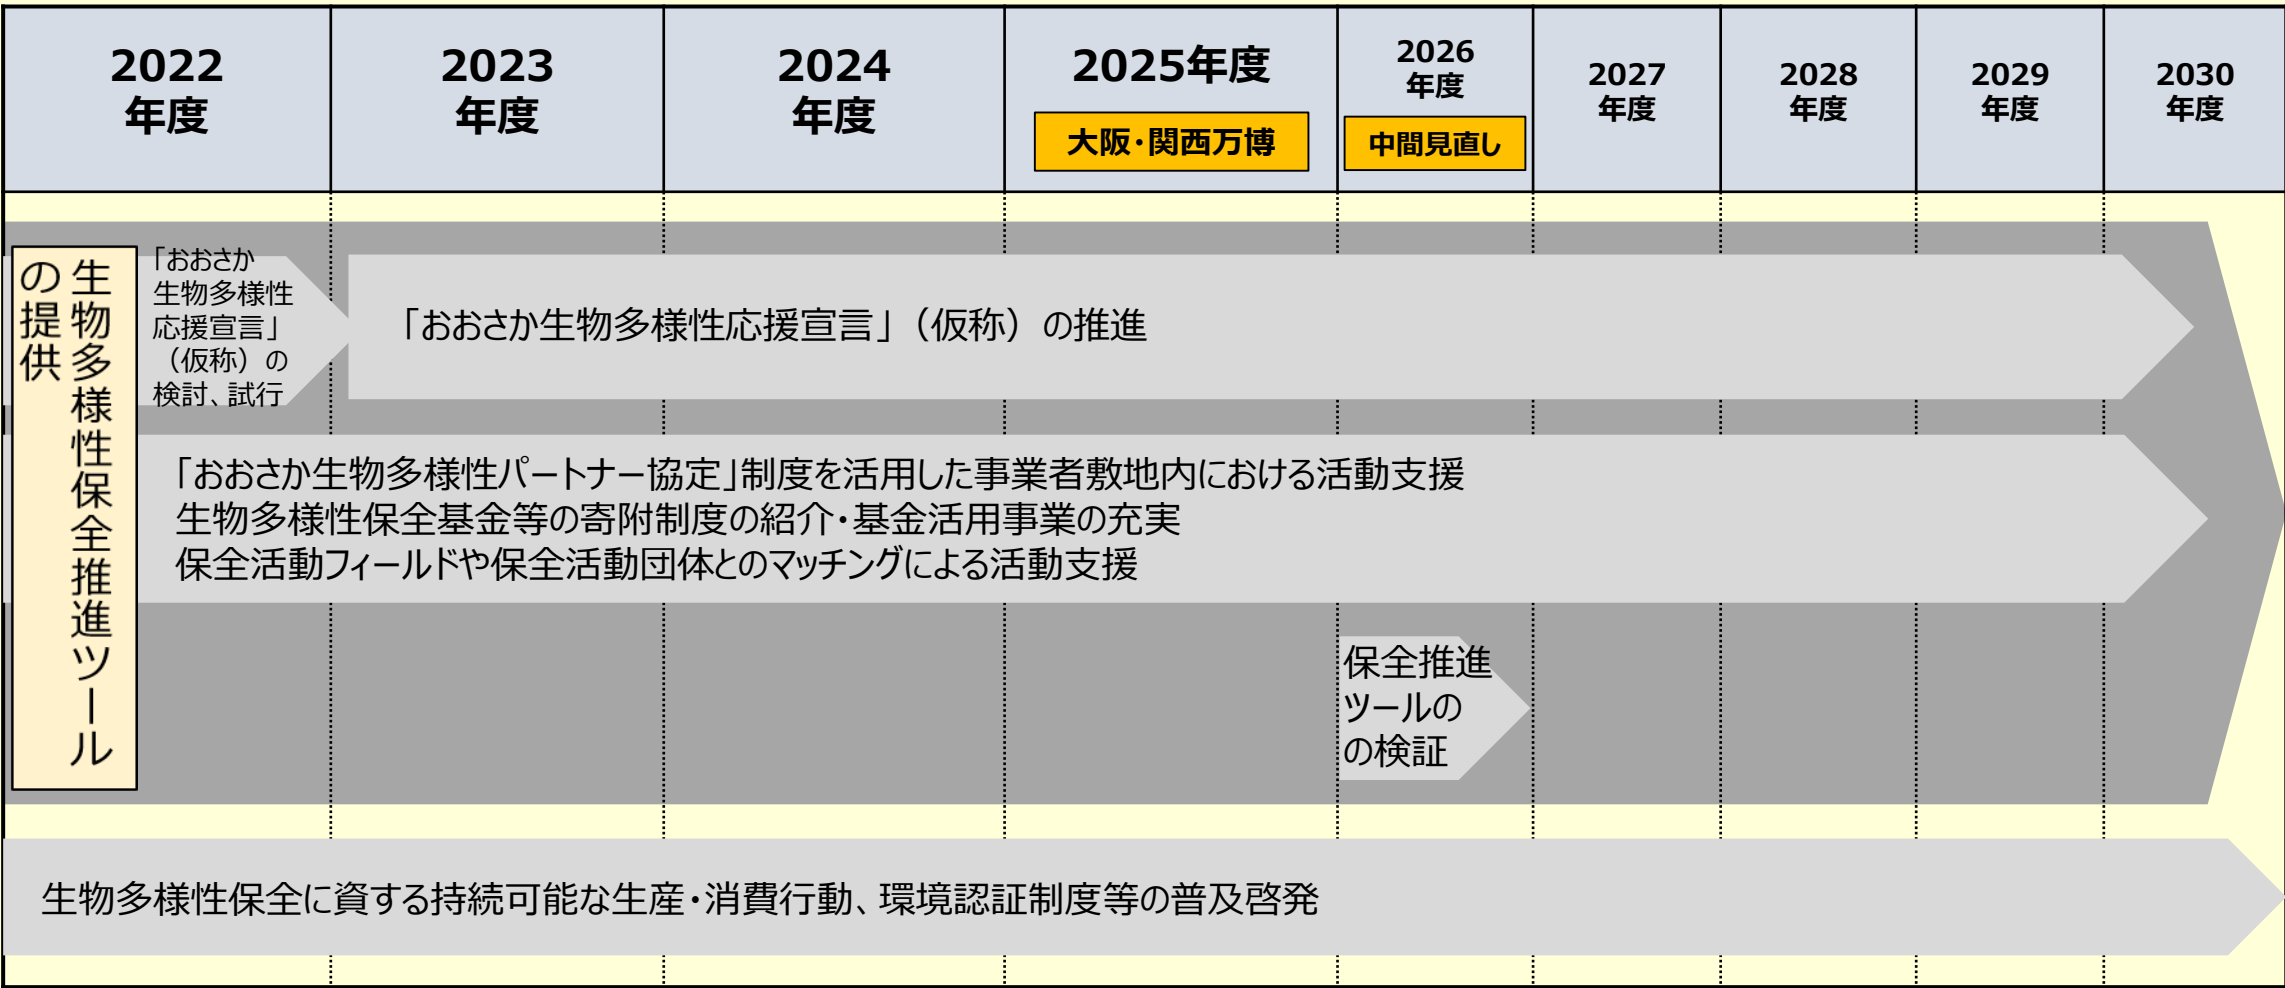 2022
年度
2023
年度
2024
年度
2025年度
大阪・関西万博
2026
年度
中間見直し
2027
年度
2028
年度
2029
年度
2030
年度
生物多様性保全推進ツール
の提供
「おおさか
生物多様性
応援宣言」
（仮称）の
検討、試行
「おおさか生物多様性応援宣言」（仮称）の推進
「おおさか生物多様性パートナー協定」制度を活用した事業者敷地内における活動支援
生物多様性保全基金等の寄附制度の紹介・基金活用事業の充実
保全活動フィールドや保全活動団体とのマッチングによる活動支援
保全推進
ツールの
の検証
生物多様性保全に資する持続可能な生産・消費行動、環境認証制度等の普及啓発